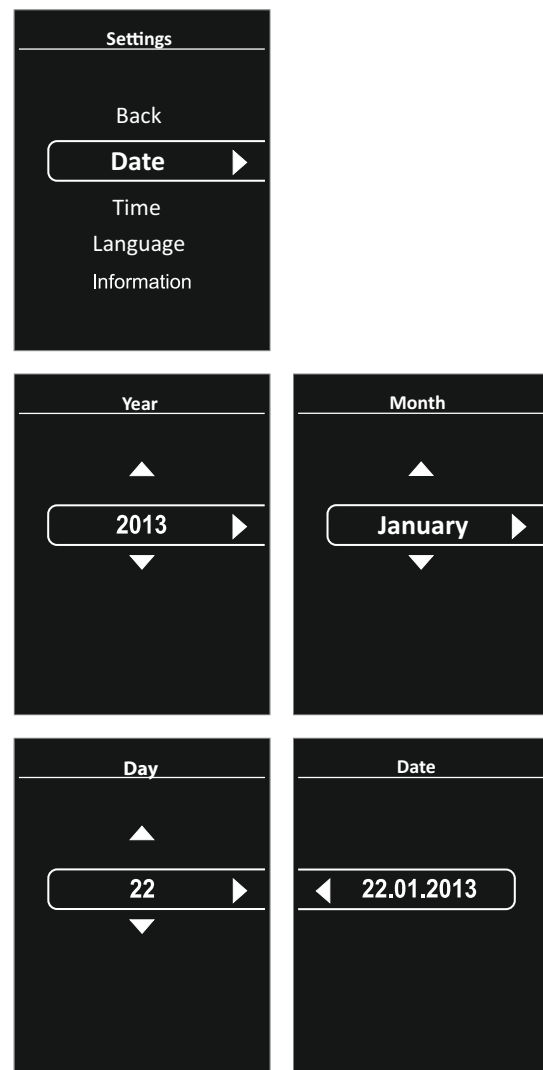 Settings
Back
Date
Time
Language
Information
Year
2013
Month
January
Day
22
Date
22.01.2013